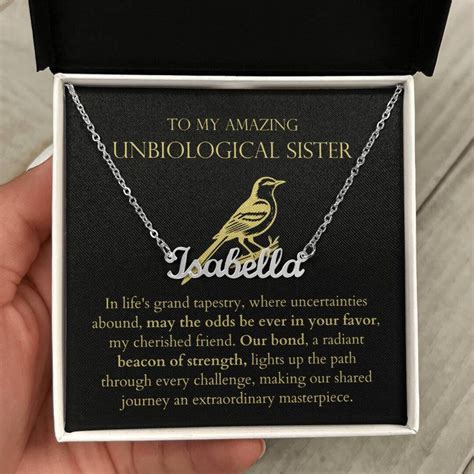 TO MY AMAZING
UNBIOLOGICAL SISTER
Isabella
In life's grand tapestry, where uncertainties
abound, may the odds be ever in your favor,
my cherished friend. Our bond, a radiant
beacon of strength, lights up the path
through every challenge, making our shared
journey an extraordinary masterpiece.